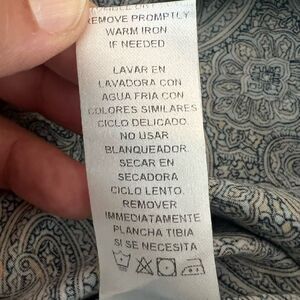 REMOVE PROMPTLY
WARM IRON
IF NEEDED
LAVAR EN
LAVADORA CON
AGUA FRIA CON
COLORES SIMILARES
CICLO DELICADO.
NO USAR
BLANQUEADOR.
SECAR EN
SECADORA
CICLO LENTO.
REMOVER
IMMEDIATAMENTE
PLANCHA TIBIA
SI SE NECESITA